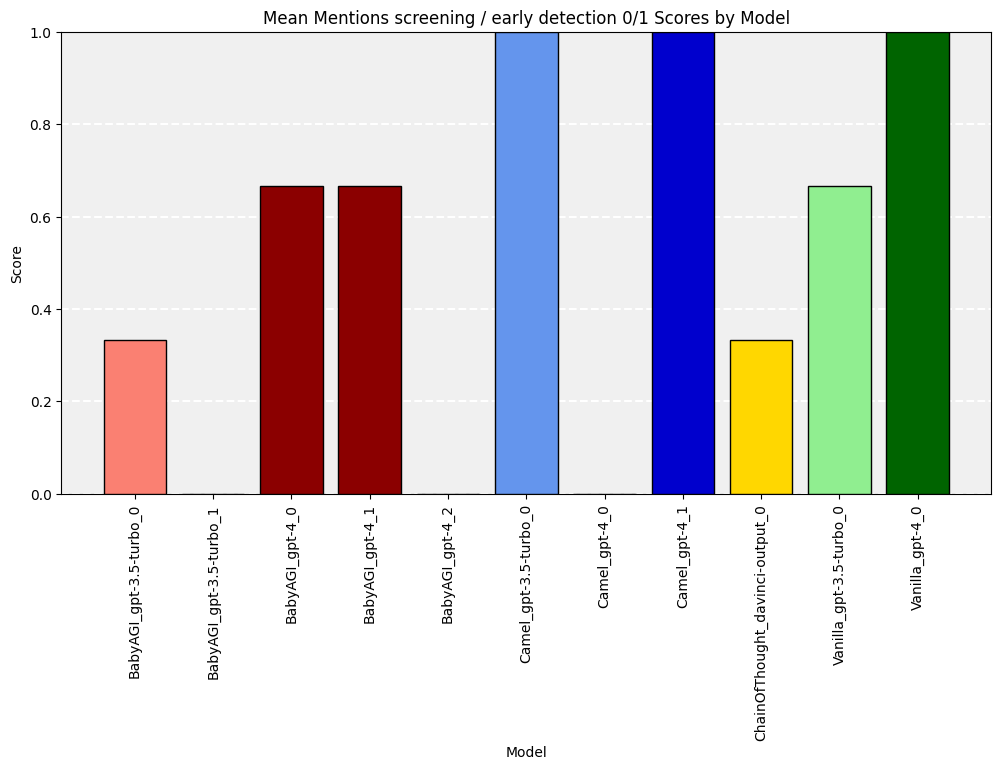 Mean Mentions screening / early detection 0/1 Scores by Model
1.0
0.8
0.6
0.4
0.2
0.0
Score
BabyAGI_gpt-3.5-turbo_0
BabyAGI_gpt-3.5-turbo_1
BabyAGI_gpt-4_0
BabyAGI_gpt-4_1
BabyAGI_gpt-4_2
Camel_gpt-3.5-turbo_0
Camel_gpt-4_0
Camel_gpt-4_1
ChainOfThought_davinci-output_0
Vanilla_gpt-3.5-turbo_0
Vanilla_gpt-4_0
Model